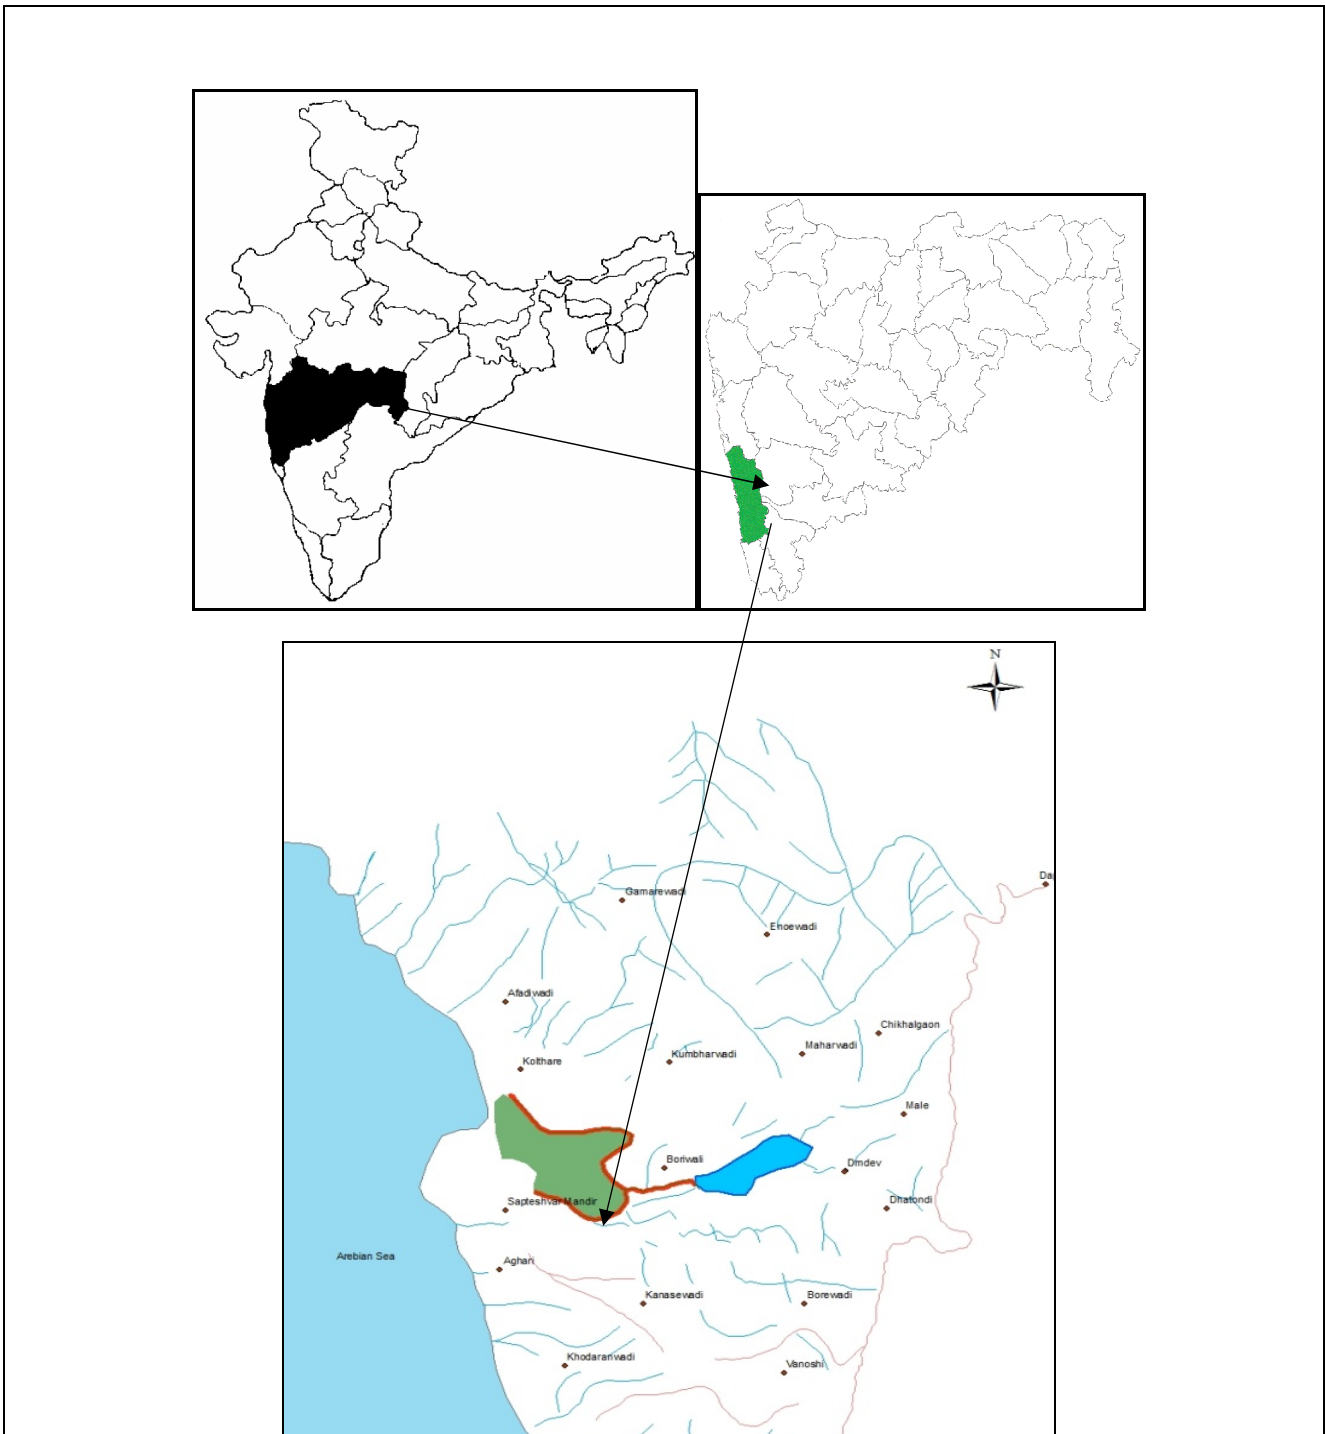 N
Da
Gamarewadi
Enoewadi
Afadiwadi
Chikhalgaon
Maharwadi
Kumbharwadi
Kolthare
Male
Boriwali
Dmdev
Sapteshvar Mandir
Dhatondi
Arebian Sea
Aghari
Kanasewadi
Borewadi
Khodaranwadi
Vanoshi